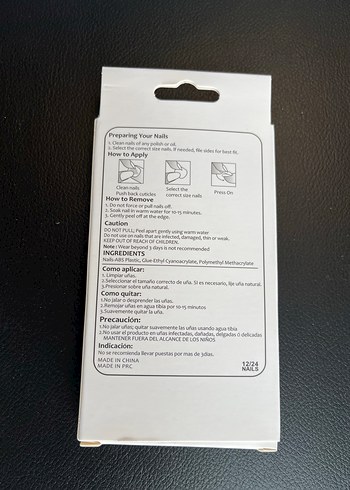 Preparing Your Nails
1. Clean nails of any polish or oil.
2. Select the correct size nails, if needed, file sides for best fit.
How to Apply
Clean nails
Push back cuticles
Select the
correct size nails
Press On
How to Remove
1. Do not force or pull nails off;
2. Soak nail in warm water for 10-15 minutes.
3. Gently peel off at the edge.
Caution
DO NOT PULL; Peel apart gently using warm water
Do not use on nails that are infected, damaged, thin or weak.
KEEP OUT OF REACH OF CHILDREN.
Note : Wear beyond 3 days is not recommended
INGREDIENTS
Nails-ABS Plastic, Glue-Ethyl Cyanoacrylate, Polymethyl Methacrylate
Como aplicar:
1. Limpiar uñas.
2.Seleccionar el tamaño correcto de uña. Si es necesario, lije uña natural.
3.Presionar sobre uña natural.
Como quitar:
1.No jalar o desprender las uñas.
2.Remojar uñas en agua tibia por 10-15 minutos
3.Suavemente quitar la uña.
Precaución:
1.No jalar uñas; quitar suavemente las uñas usando agua tibia
2.No usar el producto en uñas infectadas, dañadas, delgadas ó delicadas
MANTENER FUERA DEL ALCANCE DE LOS NIÑOS
Indicación:
No se recomienda llevar puestas por mas de 3días.
MADE IN CHINA
MADE IN PRC
12/24
NAILS